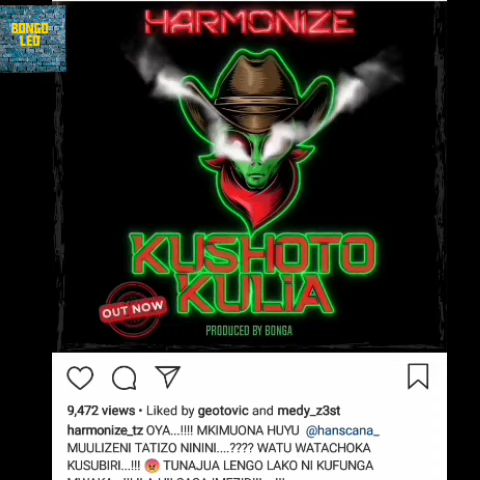 BONGO
LEO
HARMONIZE
KUSHOTO
KULIA
OUT NOW
PRODUCED BY BONGA
9,472 views • Liked by geotovic and medy_z3st
harmonize_tz OYA...!!!! MKIMUONA HUYU @hanscana_
MUULIZENI TATIZO NININI....???? WATU WATACHOKA
KUSUBIRI...!!! 😡 TUNAJUA LENGO LAKO NI KUFUNGA